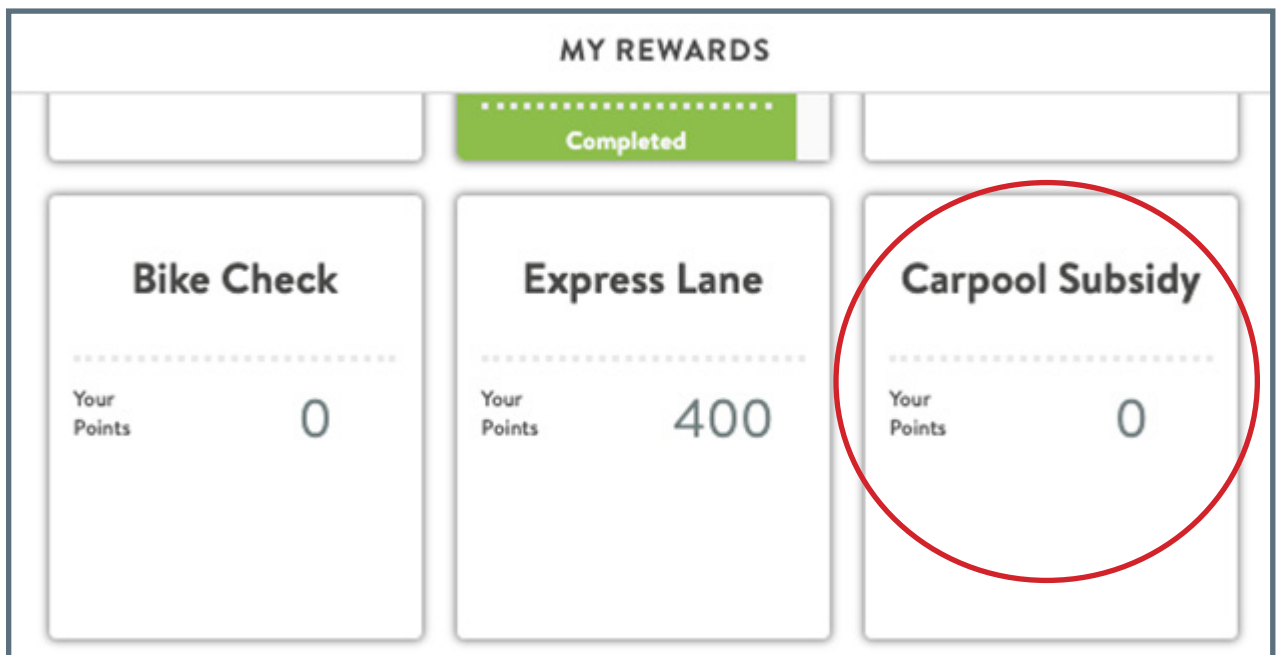 MY REWARDS
Completed
Bike Check
Your
Points
0
Express Lane
Your
Points
400
Carpool Subsidy
Your
Points
0